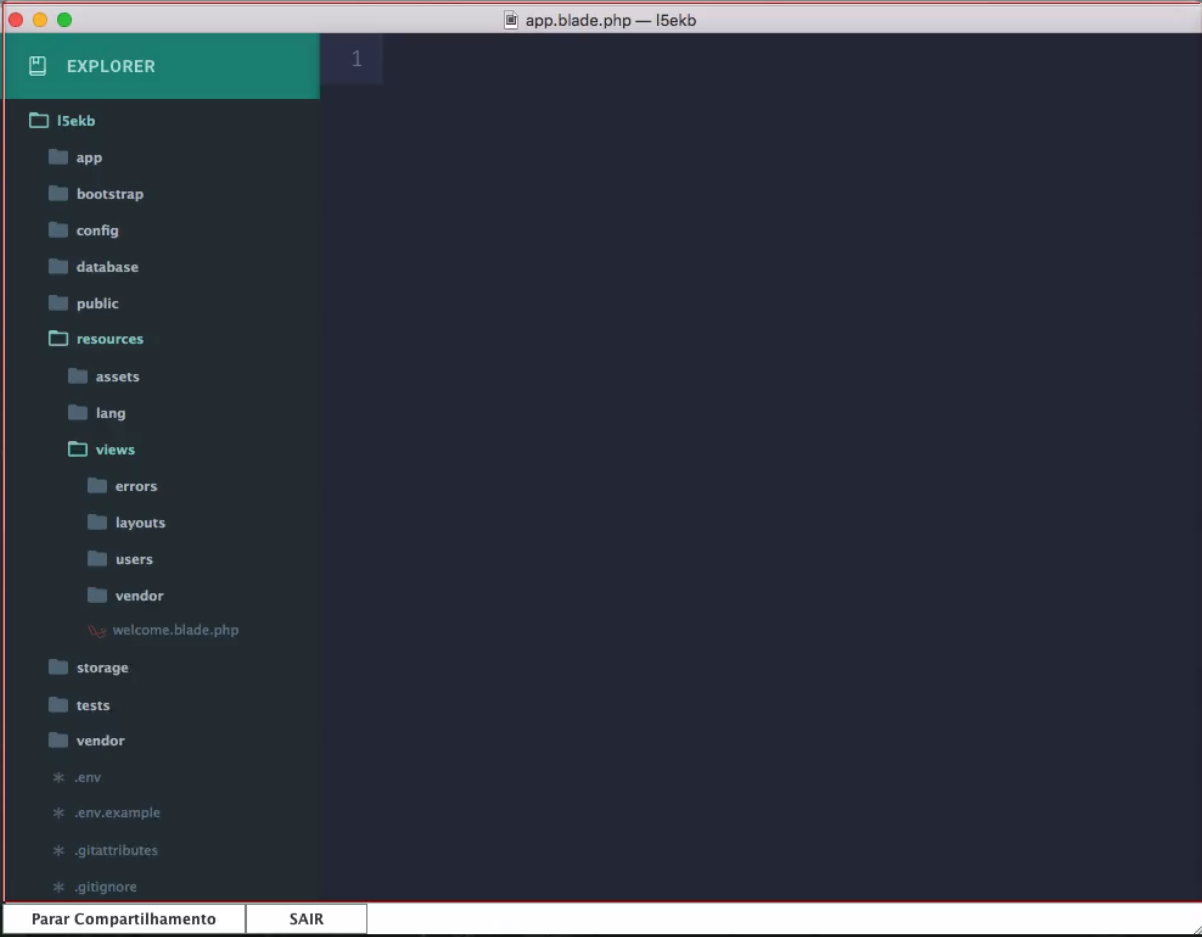 app.blade.php — l5ekb
EXPLORER
1
l5ekb
app
bootstrap
config
database
public
resources
assets
lang
views
errors
layouts
users
vendor
welcome.blade.php
storage
tests
vendor
* .env
* .env.example
* .gitattributes
* .gitignore
Parar Compartilhamento SAIR